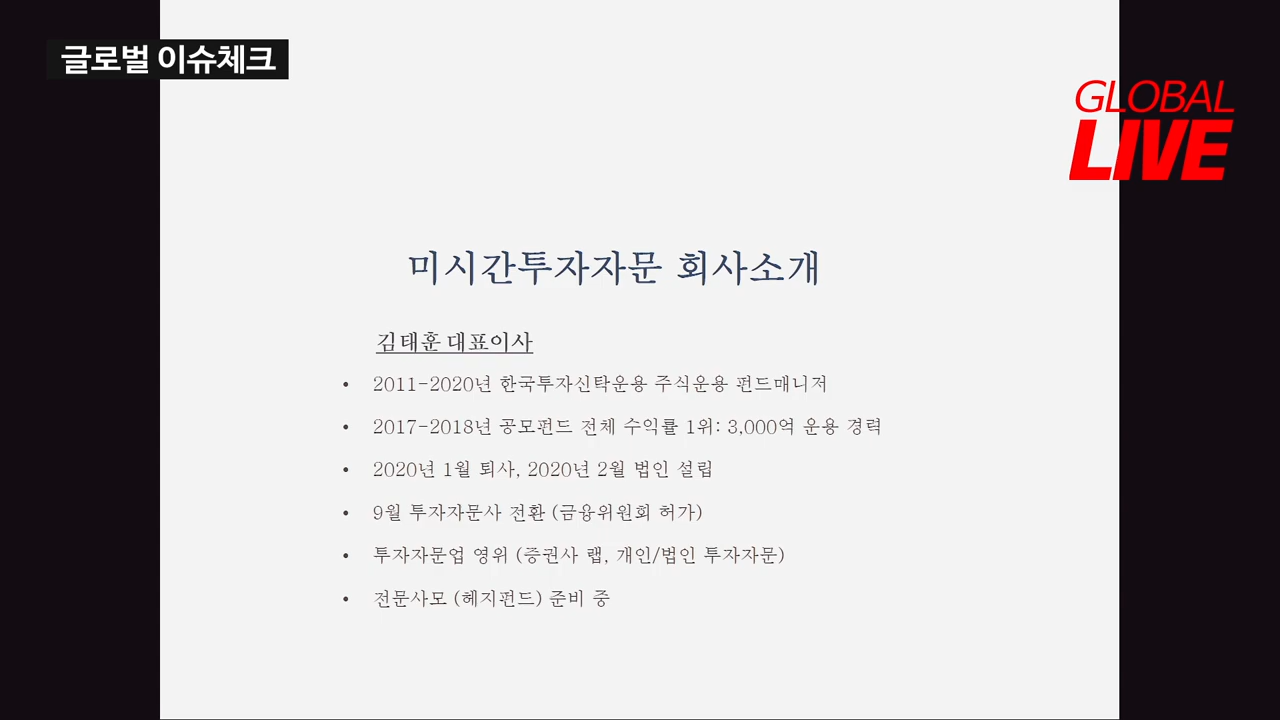 글로벌 이슈체크
GLOBAL
LIVE
미시간투자자문 회사소개
김태훈 대표이사
• 2011-2020년 한국투자신탁운용 주식운용 펀드매니저
• 2017-2018년 공모펀드 전체 수익률 1위: 3,000억 운용 경력
• 2020년 1월 퇴사, 2020년 2월 법인 설립
• 9월 투자자문사 전환 (금융위원회 허가)
• 투자자문업 영위 (증권사 랩, 개인/법인 투자자문)
• 전문사모 (헤지펀드) 준비 중